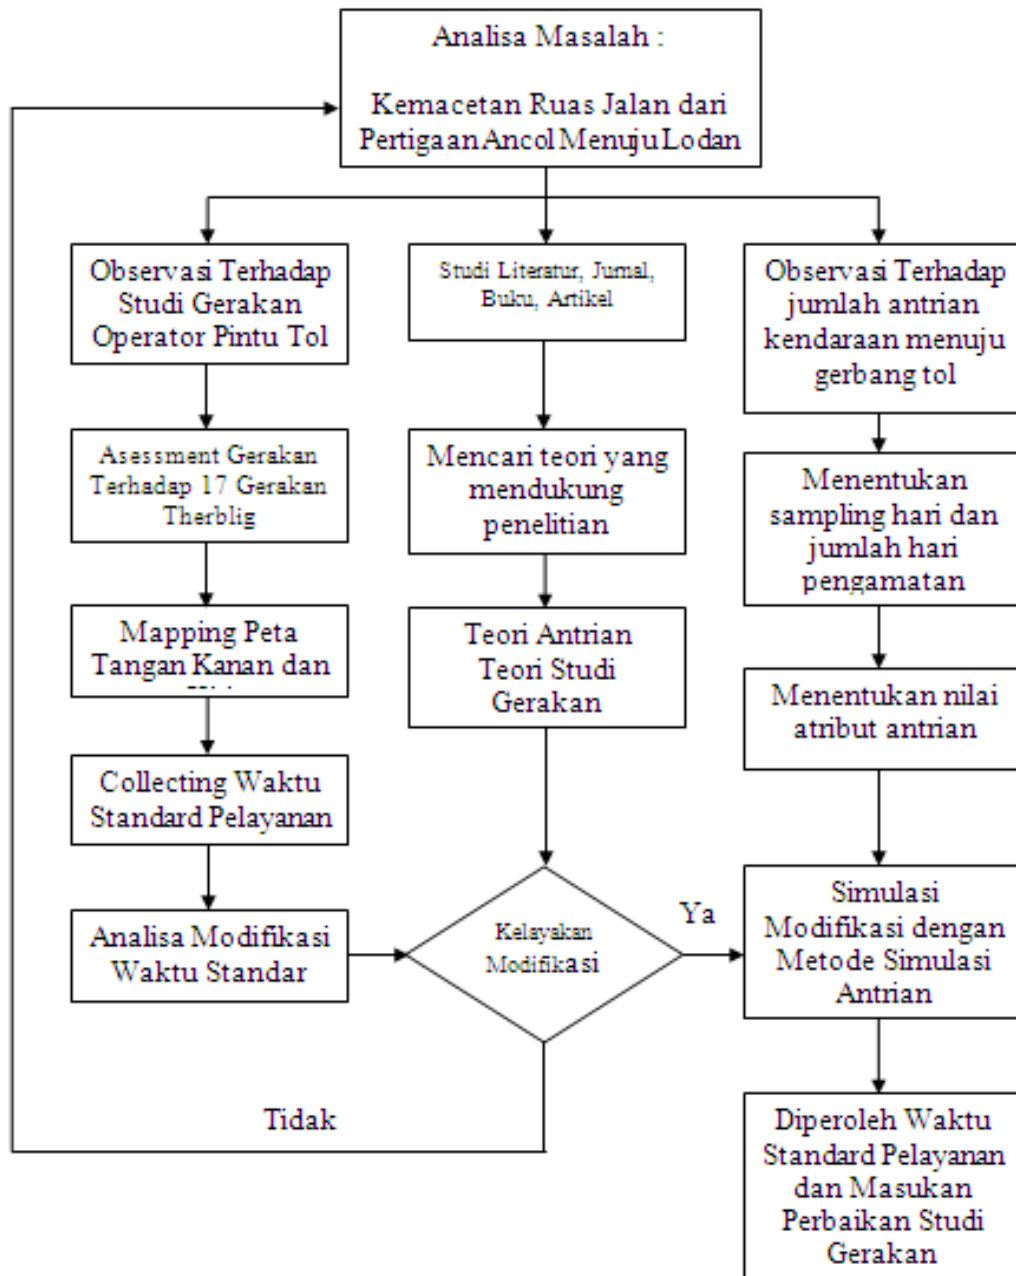 Analisa Masalah :
Kemacetan Ruas Jalan dari
Pertigaan Ancol Menuju Lodan
Observasi Terhadap
Studi Gerakan
Operator Pintu Tol
Asessment Gerakan
Terhadap 17 Gerakan
Therblig
Mapping Peta
Tangan Kanan dan
Collecting Waktu
Standard Pelayanan
Analisa Modifikasi
Waktu Standar
Studi Literatur, Jurnal,
Buku, Artikel
Mencari teori yang
mendukung
penelitian
Teori Antrian
Teori Studi
Gerakan
Kelayakan
Modifikasi
Ya
Tidak
Observasi Terhadap
jumlah antrian
kendaraan menuju
gerbang tol
Menentukan
sampling hari dan
jumlah hari
pengamatan
Menentukan nilai
atribut antrian
Simulasi
Modifikasi dengan
Metode Simulasi
Antrian
Diperoleh Waktu
Standard Pelayanan
dan Masukan
Perbaikan Studi
Gerakan